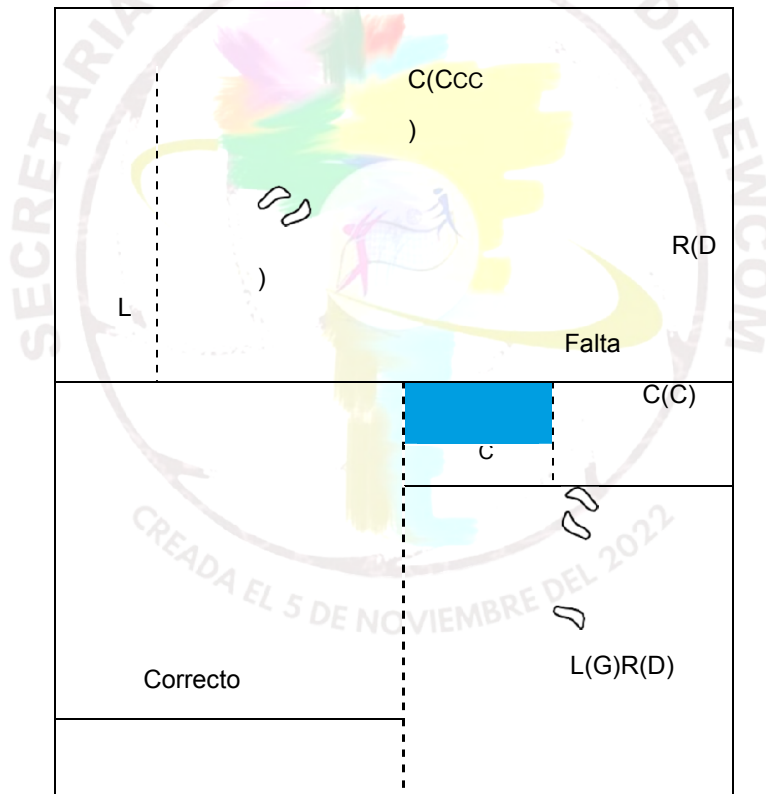 SECRETARIA DE NEWCOM
C(CCC
)
R(D
)
L
Falta
C(C)
C
CREADA EL 5 DE NOVIEMBRE DEL 2022
L(G)R(D)
Correcto